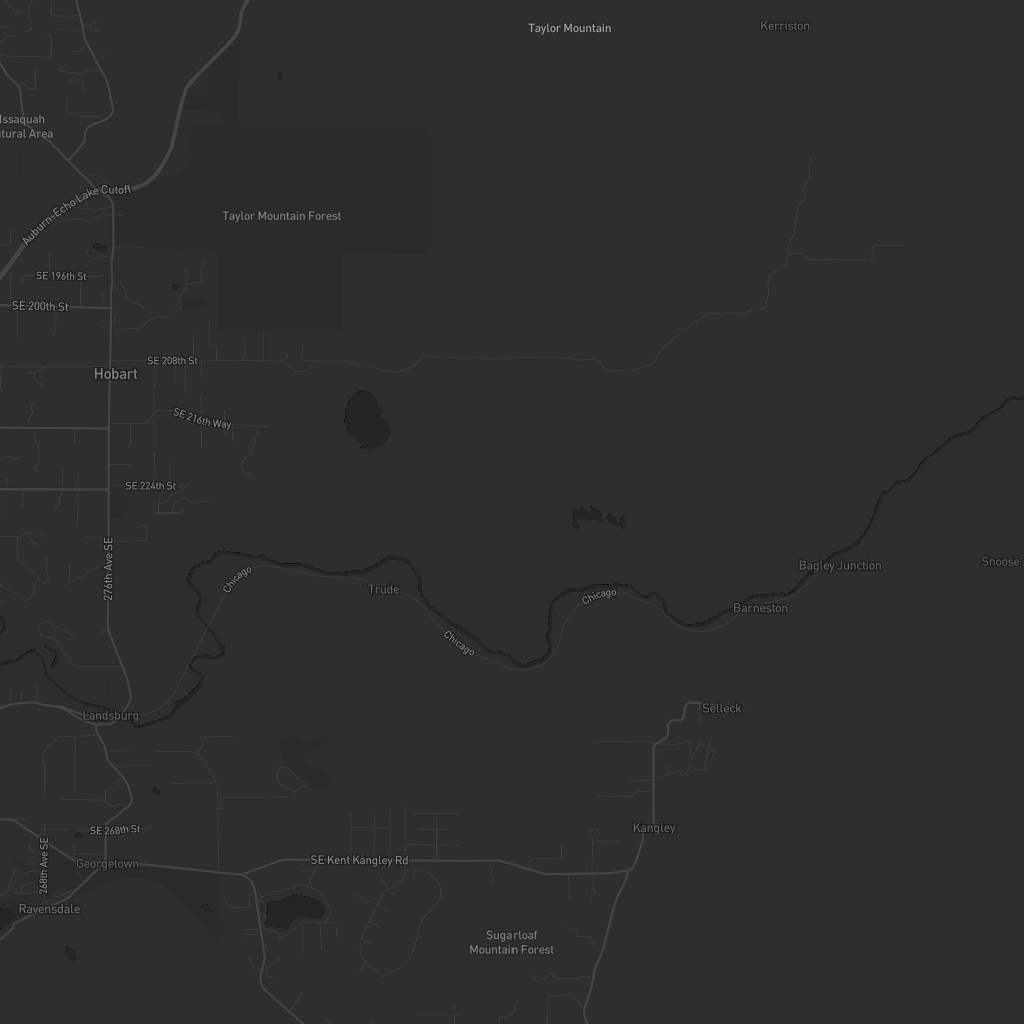 Taylor Mountain
Kerriston
Issaquah
atural Area
Auburn-Echo Lake Cutoff
Taylor Mountain Forest
SE 196th St
SE 200th St
SE 208th St
Hobart
SE 216th Way
SE 224th St
276th Ave SE
Chicago
Trude
Chicago
Bagley Junction
Snoose
Barneston
Chicago
Landsburg
Selleck
Kangley
SE 268th St
268th Ave SE
Georgetown
SE Kent Kangley Rd
Ravensdale
Sugarloaf
Mountain Forest